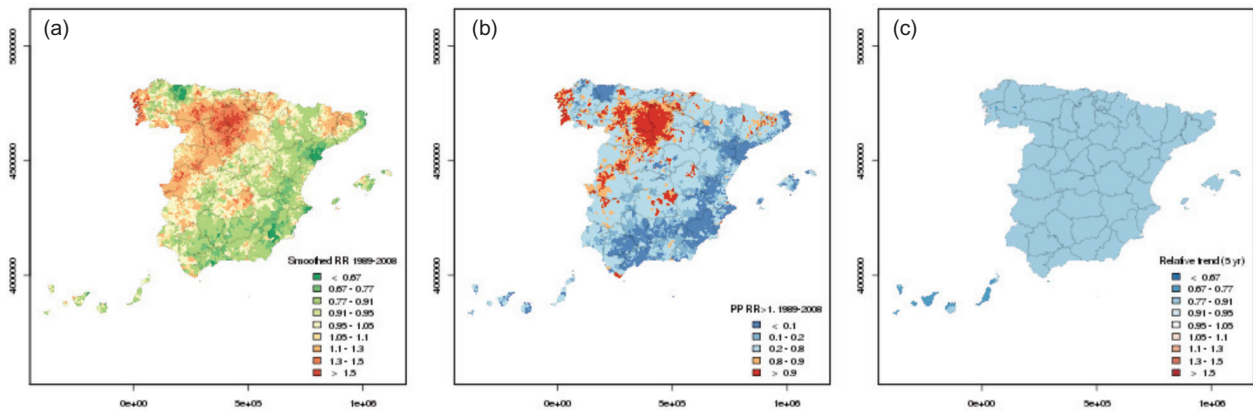 (a)
5000000
4500000
4000000
Smoothed RR 1989-2008
< 0.67
0.67 - 0.77
0.77 - 0.91
0.91 - 0.95
0.95 - 1.05
1.05 - 1.1
1.1 - 1.3
1.3 - 1.5
> 1.5
0e+00 5e+05 1e+06
(b)
5000000
4500000
4000000
PP RR>1. 1989-2008
< 0.1
0.1 - 0.2
0.2 - 0.8
0.8 - 0.9
> 0.9
0e+00 5e+05 1e+06
(c)
5000000
4500000
4000000
Relative trend (5 yr)
< 0.67
0.67 - 0.77
0.77 - 0.91
0.91 - 0.95
0.95 - 1.05
1.05 - 1.1
1.1 - 1.3
1.3 - 1.5
> 1.5
0e+00 5e+05 1e+06